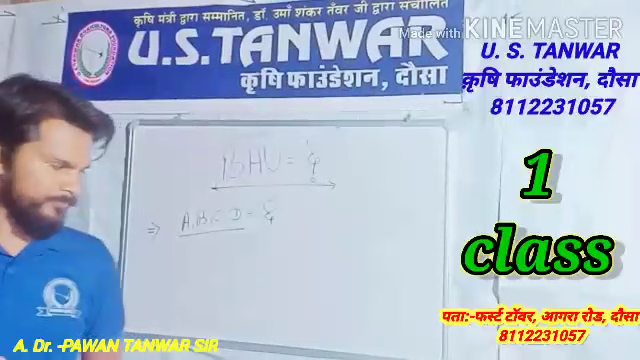 कृषि मंत्री द्वारा सम्मानित, डॉ. उमाँ शंकर तँवर जी द्वारा संचालित
Made with KINEMASTER
U.S.TANWAR
कृषि फाउंडेशन, दौसा
U. S. TANWAR
कृषि फाउंडेशन, दौसा
8112231057
BHU =
A, B, C, D =
1
class
पता:-फर्स्ट टॉवर, आगरा रोड, दौसा
8112231057
A. Dr. -PAWAN TANWAR SIR